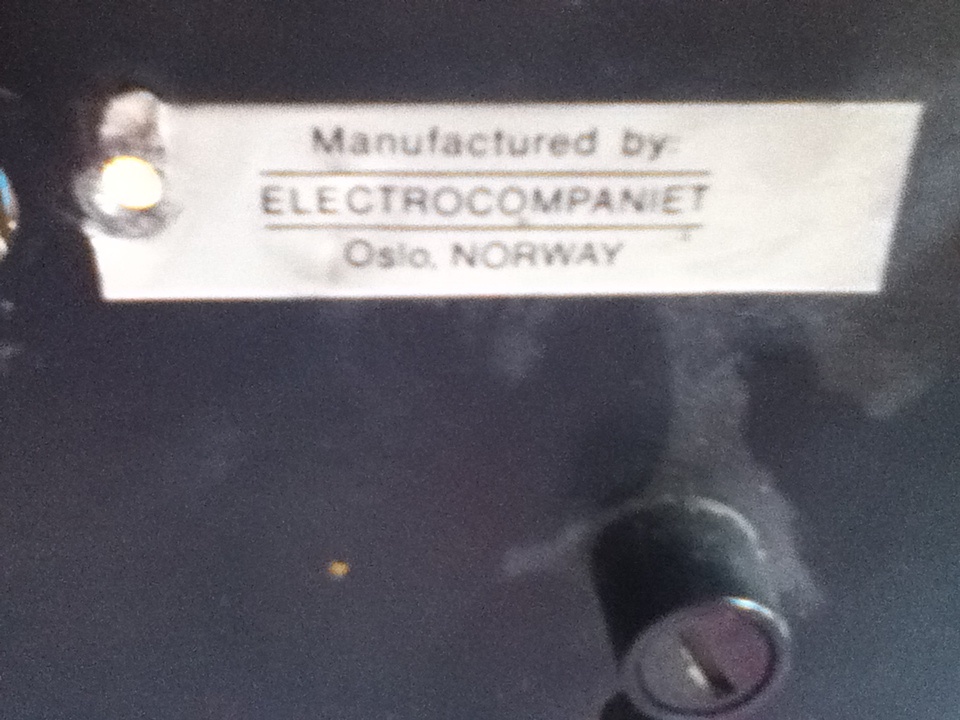 Manufactured by:
ELECTROCOMPANIET
Oslo, NORWAY